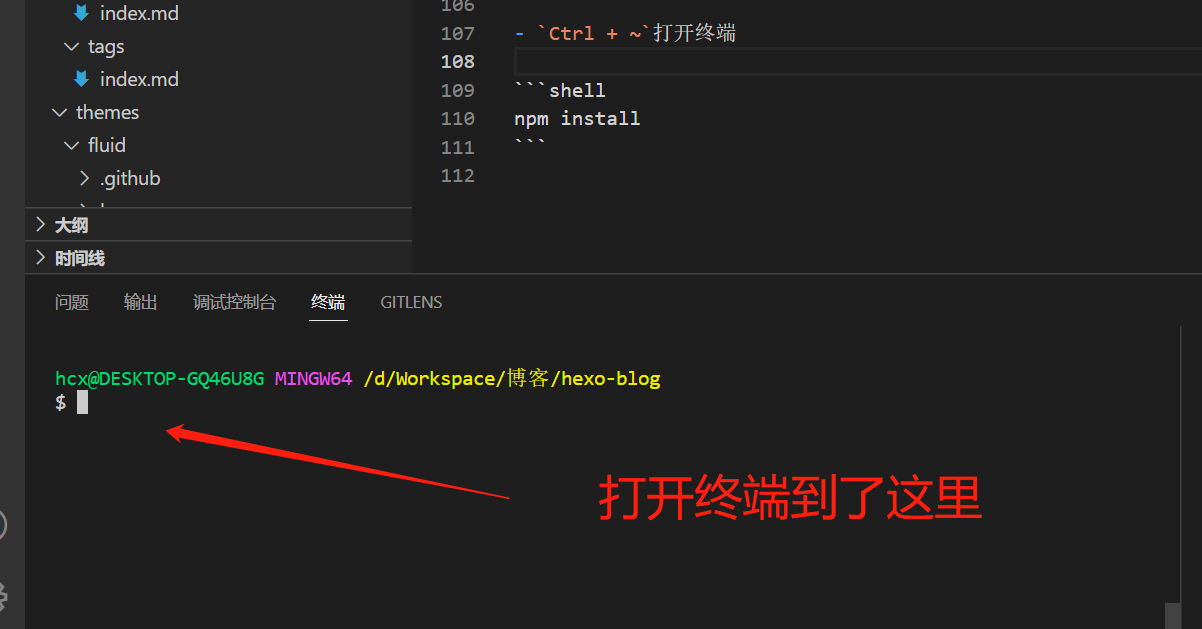 index.md
tags
index.md
themes
fluid
.github
大纲
时间线
106
107 - `Ctrl + ~`打开终端
108
109 ```shell
110 npm install
111 ```
112
问题 输出 调试控制台 终端 GITLENS
hcx@DESKTOP-GQ46U8G MINGW64 /d/Workspace/博客/hexo-blog
$
打开终端到了这里